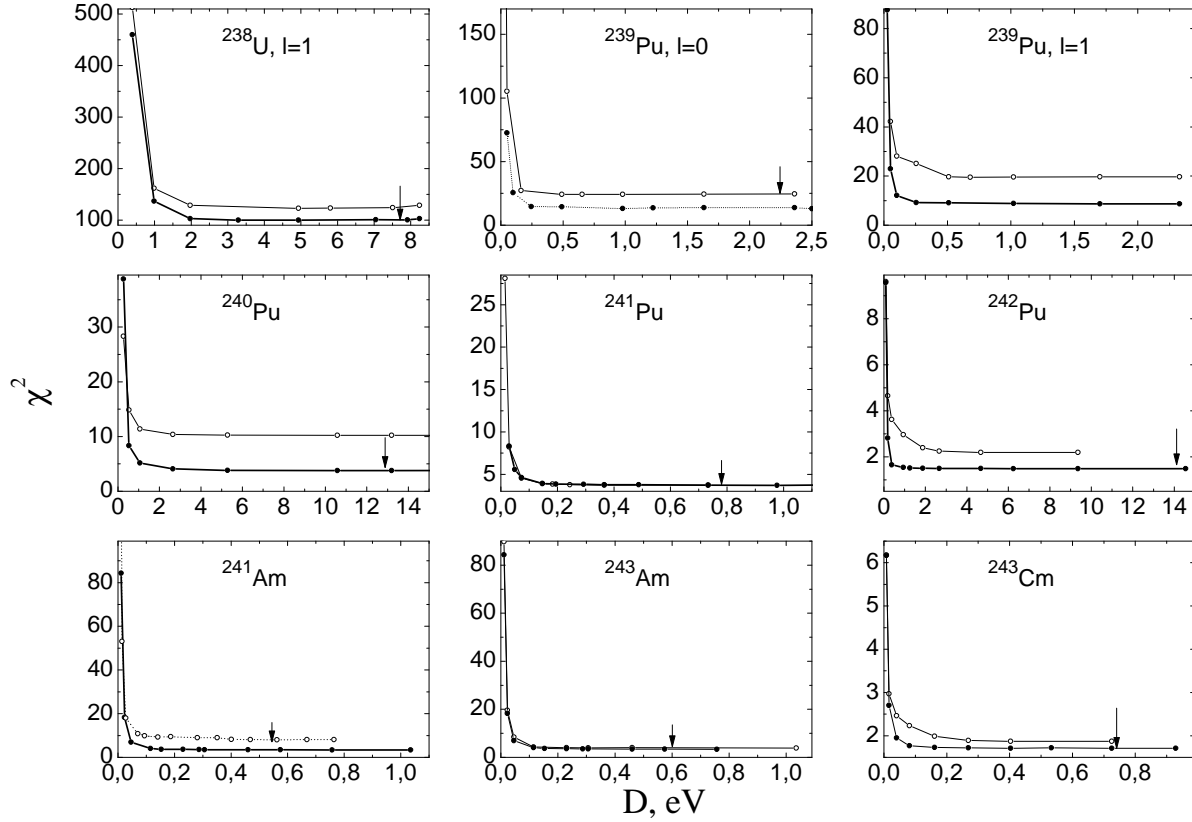 ²³⁸U, l=1
500
400
300
200
100
0 1 2 3 4 5 6 7 8
²³⁹Pu, l=0
150
125
100
75
50
25
0
0,0 0,5 1,0 1,5 2,0 2,5
²³⁹Pu, l=1
80
60
40
20
0
0,0 0,5 1,0 1,5 2,0
²⁴⁰Pu
30
20
10
0
0 2 4 6 8 10 12 14
²⁴¹Pu
25
20
15
10
5
0,0 0,2 0,4 0,6 0,8 1,0
²⁴²Pu
8
6
4
2
0 2 4 6 8 10 12 14
χ²
²⁴¹Am
80
60
40
20
0
0,0 0,2 0,4 0,6 0,8 1,0
²⁴³Am
80
60
40
20
0
0,0 0,2 0,4 0,6 0,8 1,0
²⁴³Cm
6
5
4
3
2
0,0 0,2 0,4 0,6 0,8
D, eV